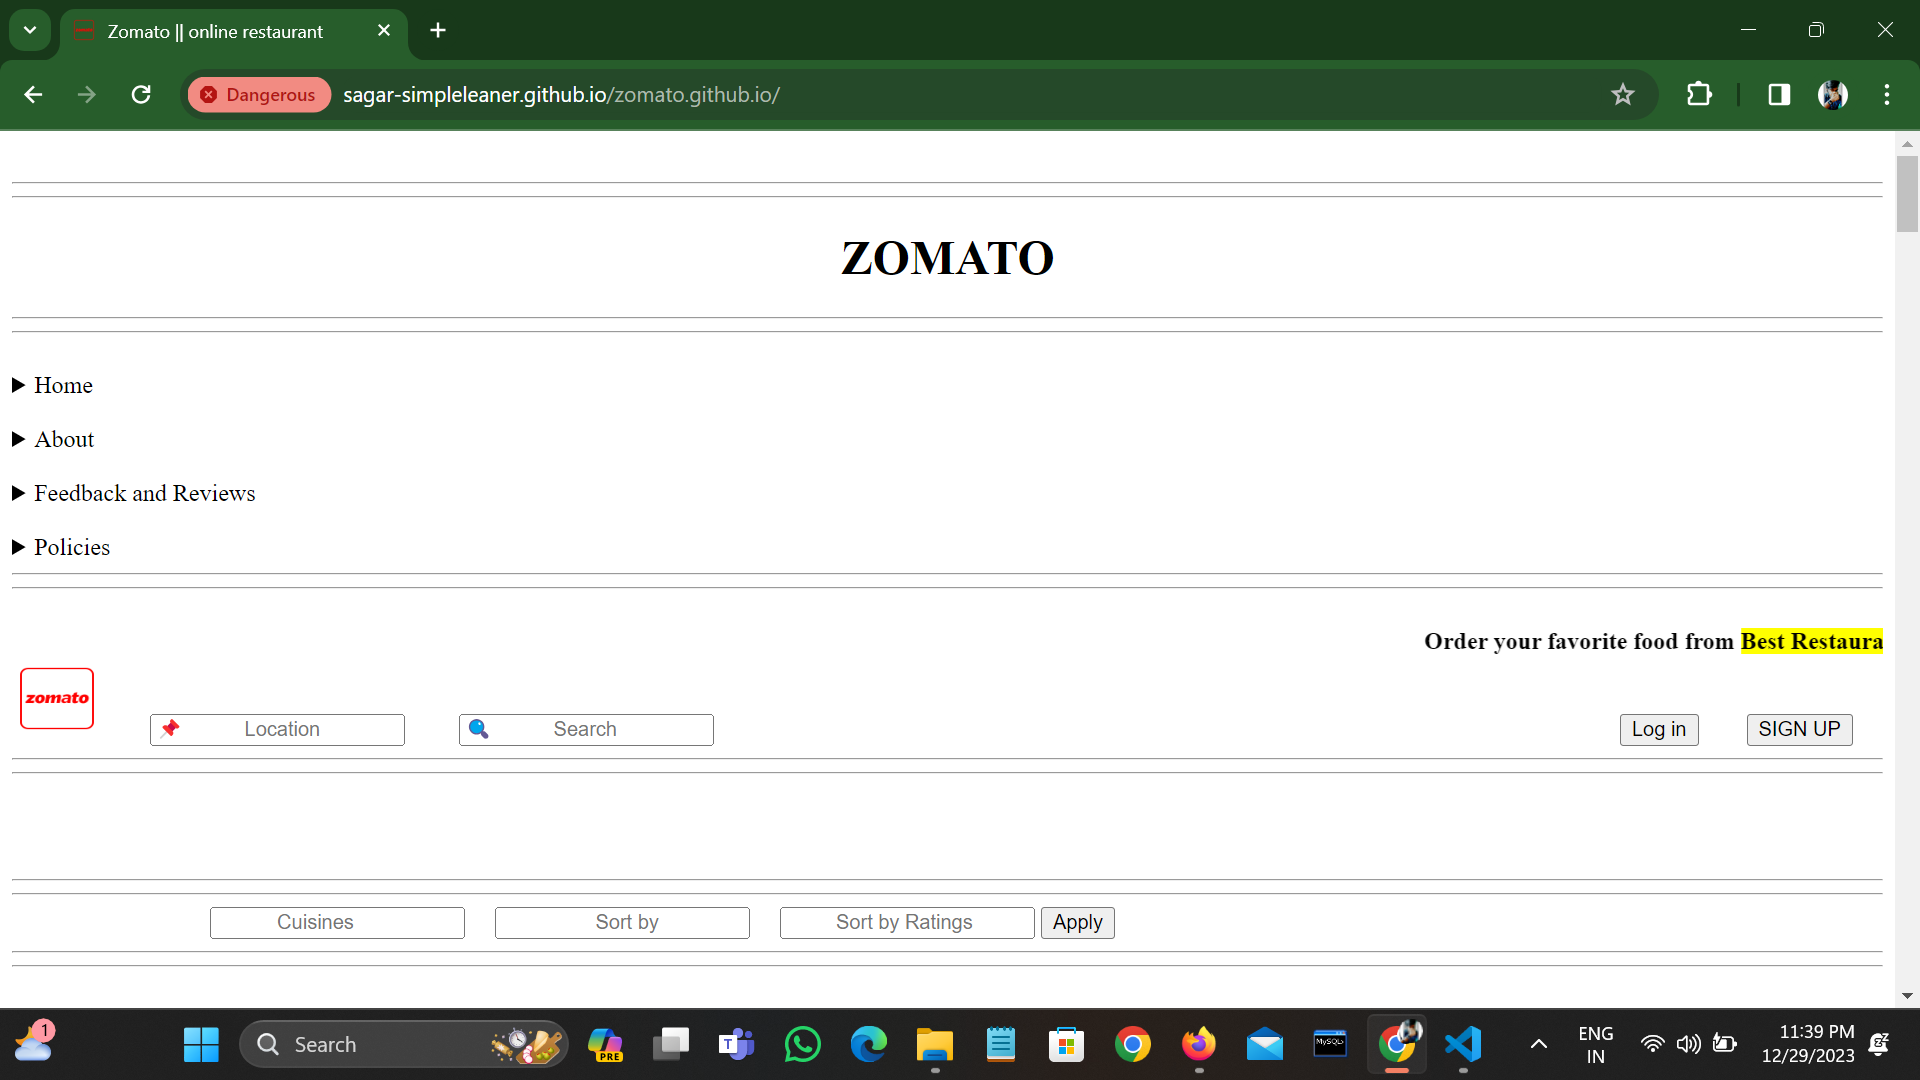 Zomato || online restaurant
Dangerous sagar-simpleleaner.github.io/zomato.github.io/
ZOMATO
Home
About
Feedback and Reviews
Policies
Order your favorite food from Best Restaura
zomato
Location Search Log in SIGN UP
Cuisines Sort by Sort by Ratings Apply
1
Search
PRE
T
MySQL>
ENG
IN
11:39 PM
12/29/2023